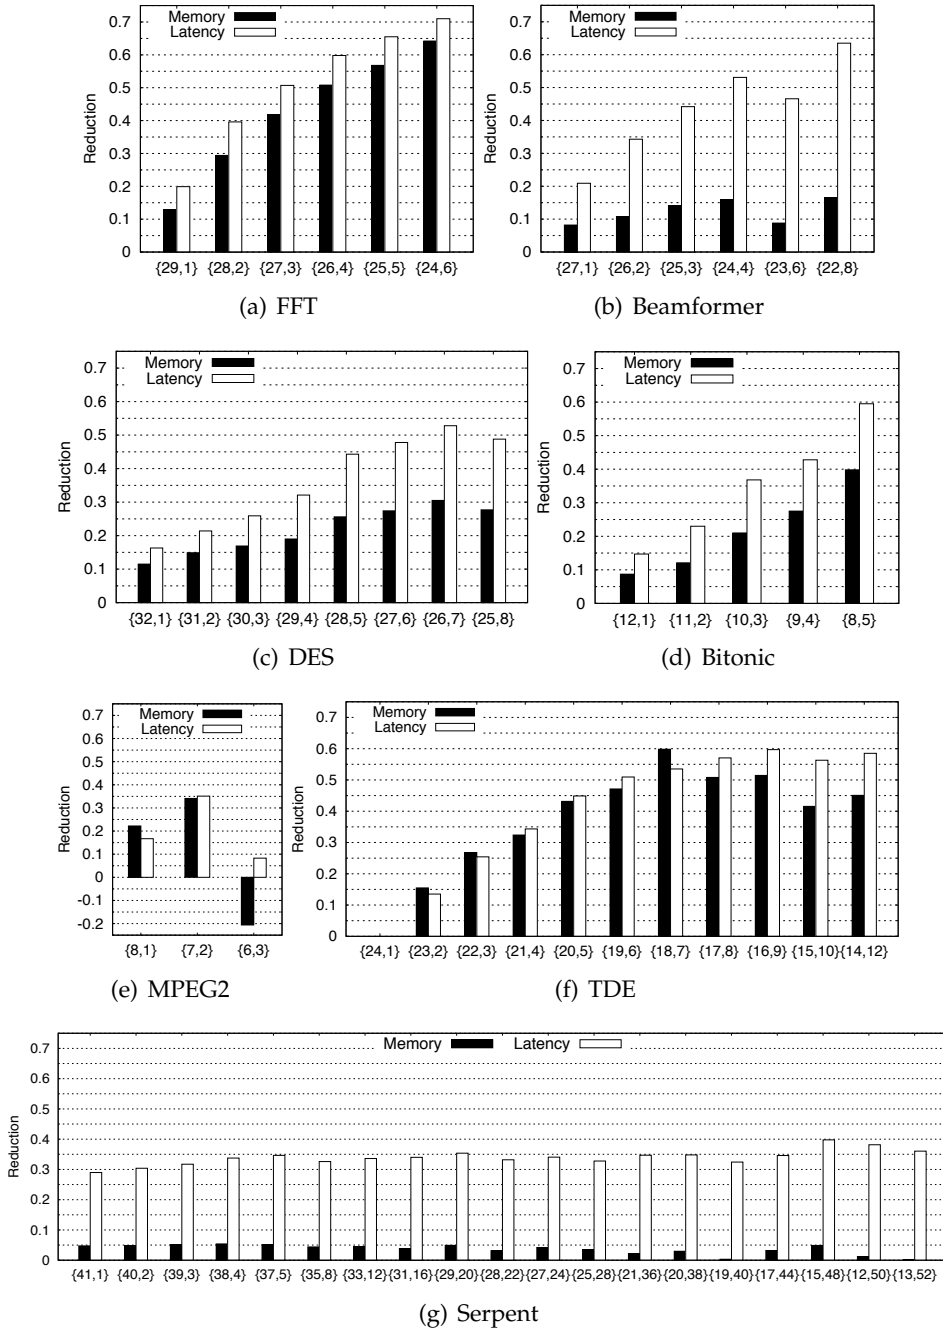 Memory
Latency
Reduction
0.7
0.6
0.5
0.4
0.3
0.2
0.1
0
{29,1} {28,2} {27,3} {26,4} {25,5} {24,6}
(a) FFT
Memory
Latency
Reduction
0.7
0.6
0.5
0.4
0.3
0.2
0.1
0
{27,1} {26,2} {25,3} {24,4} {23,6} {22,8}
(b) Beamformer
Memory
Latency
Reduction
0.7
0.6
0.5
0.4
0.3
0.2
0.1
0
{32,1} {31,2} {30,3} {29,4} {28,5} {27,6} {26,7} {25,8}
(c) DES
Memory
Latency
Reduction
0.7
0.6
0.5
0.4
0.3
0.2
0.1
0
{12,1} {11,2} {10,3} {9,4} {8,5}
(d) Bitonic
Memory
Latency
Reduction
0.7
0.6
0.5
0.4
0.3
0.2
0.1
0
-0.1
-0.2
{8,1} {7,2} {6,3}
(e) MPEG2
Memory
Latency
Reduction
0.7
0.6
0.5
0.4
0.3
0.2
0.1
0
{24,1} {23,2} {22,3} {21,4} {20,5} {19,6} {18,7} {17,8} {16,9} {15,10} {14,12}
(f) TDE
Memory Latency
Reduction
0.7
0.6
0.5
0.4
0.3
0.2
0.1
0
{41,1} {40,2} {39,3} {38,4} {37,5} {35,8} {33,12} {31,16} {29,20} {28,22} {27,24} {25,28} {21,36} {20,38} {19,40} {17,44} {15,48} {12,50} {13,52}
(g) Serpent